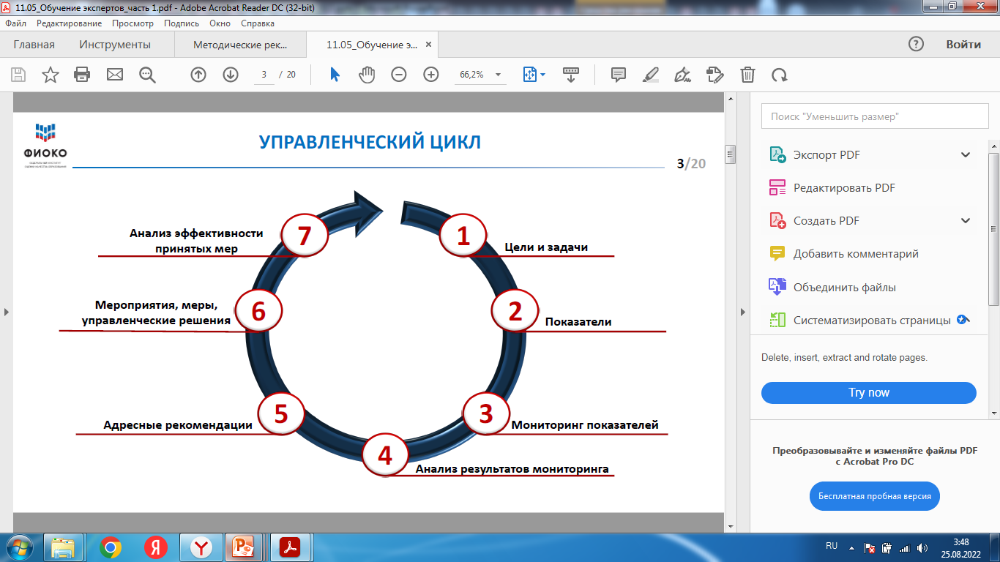 11.05_Обучение экспертов_часть 1.pdf - Adobe Acrobat Reader DC (32-bit)
Файл Редактирование Просмотр Подпись Окно Справка
Главная Инструменты Методические рек... 11.05_Обучение э... × Войти
3 / 20 66,2%
ФИОКО
ФЕДЕРАЛЬНЫЙ ИНСТИТУТ
ОЦЕНКИ КАЧЕСТВА ОБРАЗОВАНИЯ
УПРАВЛЕНЧЕСКИЙ ЦИКЛ
3/20
1
Цели и задачи
2
Показатели
3
Мониторинг показателей
4
Анализ результатов мониторинга
5
Адресные рекомендации
6
Мероприятия, меры,
управленческие решения
7
Анализ эффективности
принятых мер
Поиск "Уменьшить размер"
Экспорт PDF
Редактировать PDF
Создать PDF
Добавить комментарий
Объединить файлы
Систематизировать страницы
Delete, insert, extract and rotate pages.
Try now
Преобразовывайте и изменяйте файлы PDF
с Acrobat Pro DC
Бесплатная пробная версия
RU
3:48
25.08.2022